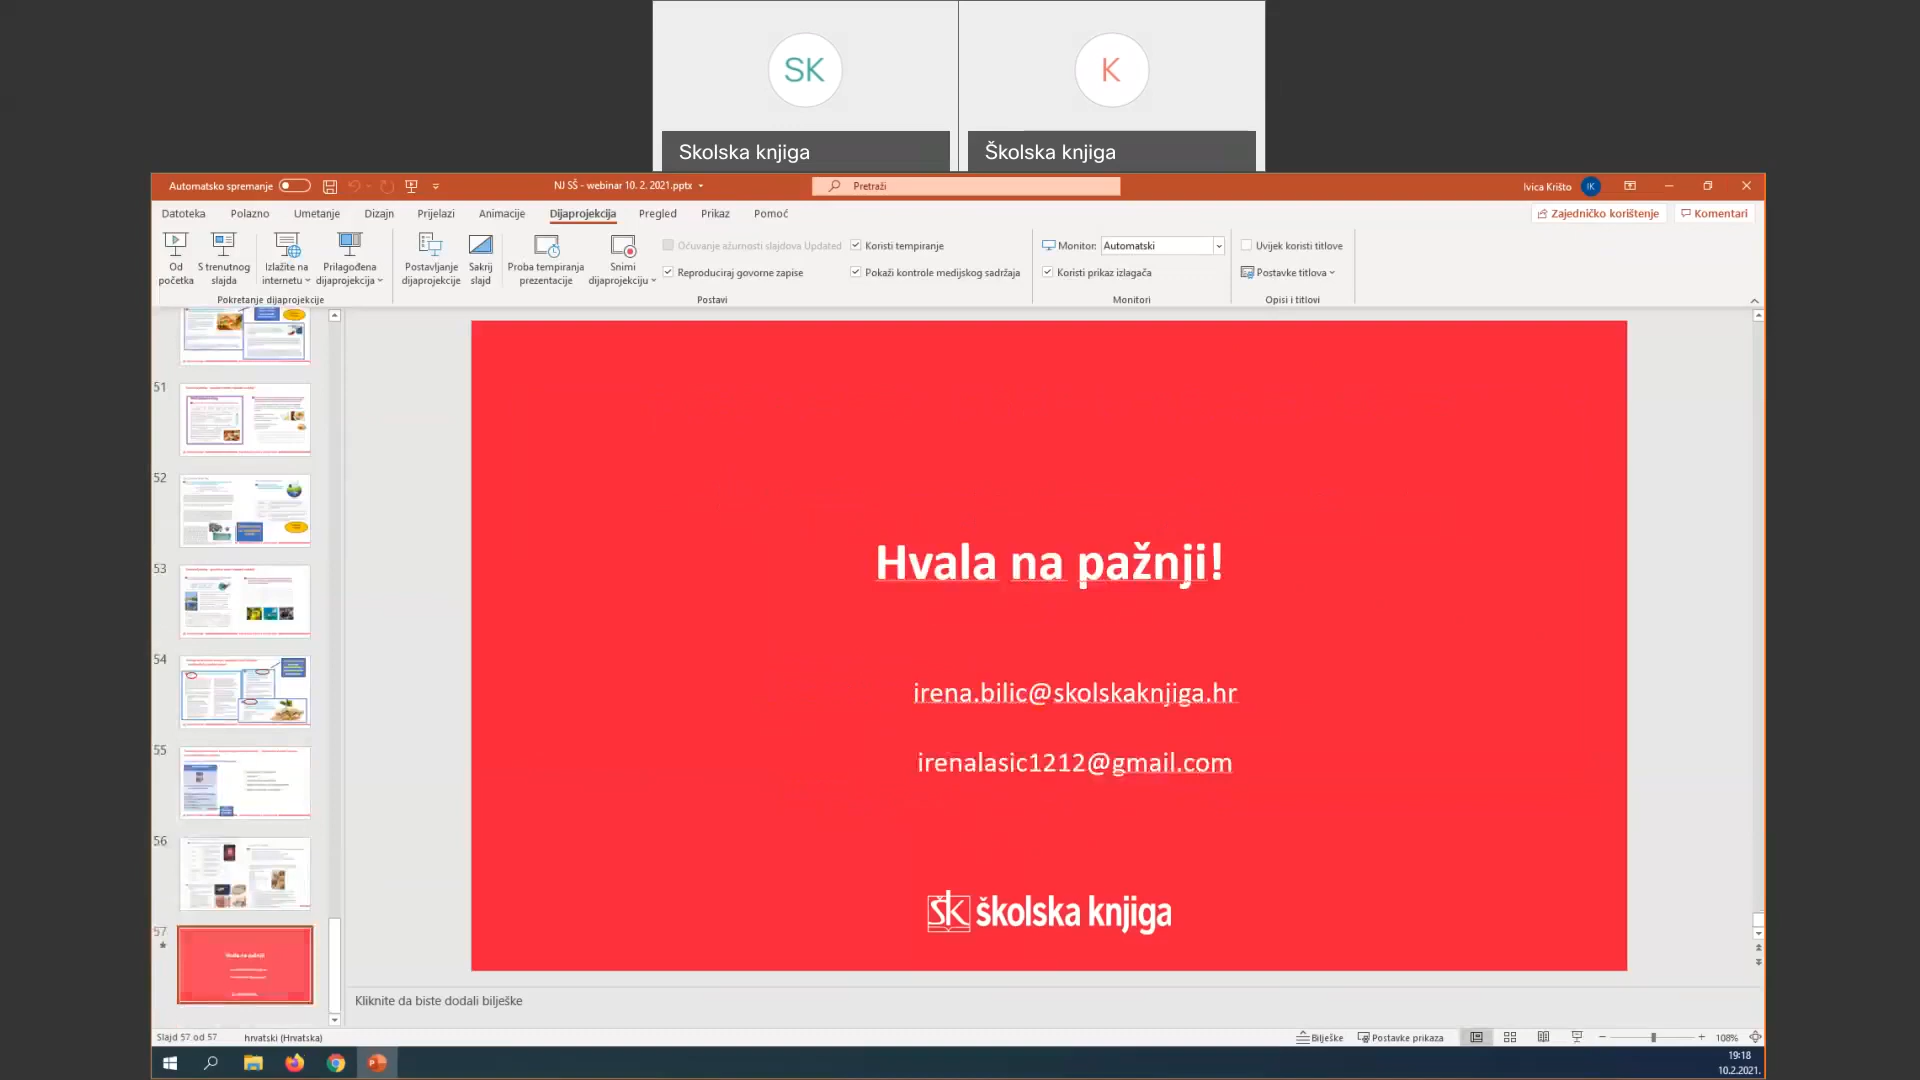 SK
K
Skolska knjiga
Školska knjiga
Automatsko spremanje
NJ SŠ - webinar 10. 2. 2021.pptx
Pretraži
Ivica Krišto
IK
Datoteka Polazno Umetanje Dizajn Prijelazi Animacije Dijaprojekcija Pregled Prikaz Pomoć
Zajedničko korištenje
Komentari
Od početka
S trenutnog slajda
Izlažite na internetu
Prilagođena dijaprojekcija
Postavljanje dijaprojekcije
Sakrij slajd
Proba tempiranja prezentacije
Snimi dijaprojekciju
Očuvanje ažurnosti slajdova Updated
Reproduciraj govorne zapise
Koristi tempiranje
Pokaži kontrole medijskog sadržaja
Monitor: Automatski
Koristi prikaz izlagača
Uvijek koristi titlove
Postavke titlova
Pokretanje dijaprojekcije
Postavi
Monitori
Opisi i titlovi
51
52
53
54
55
56
57
Hvala na pažnji!
irena.bilic@skolskaknjiga.hr
irenalasic1212@gmail.com
ŠK školska knjiga
Kliknite da biste dodali bilješke
Slajd 57 od 57
hrvatski (Hrvatska)
Bilješke
Postavke prikaza
108%
19:18
10.2.2021.